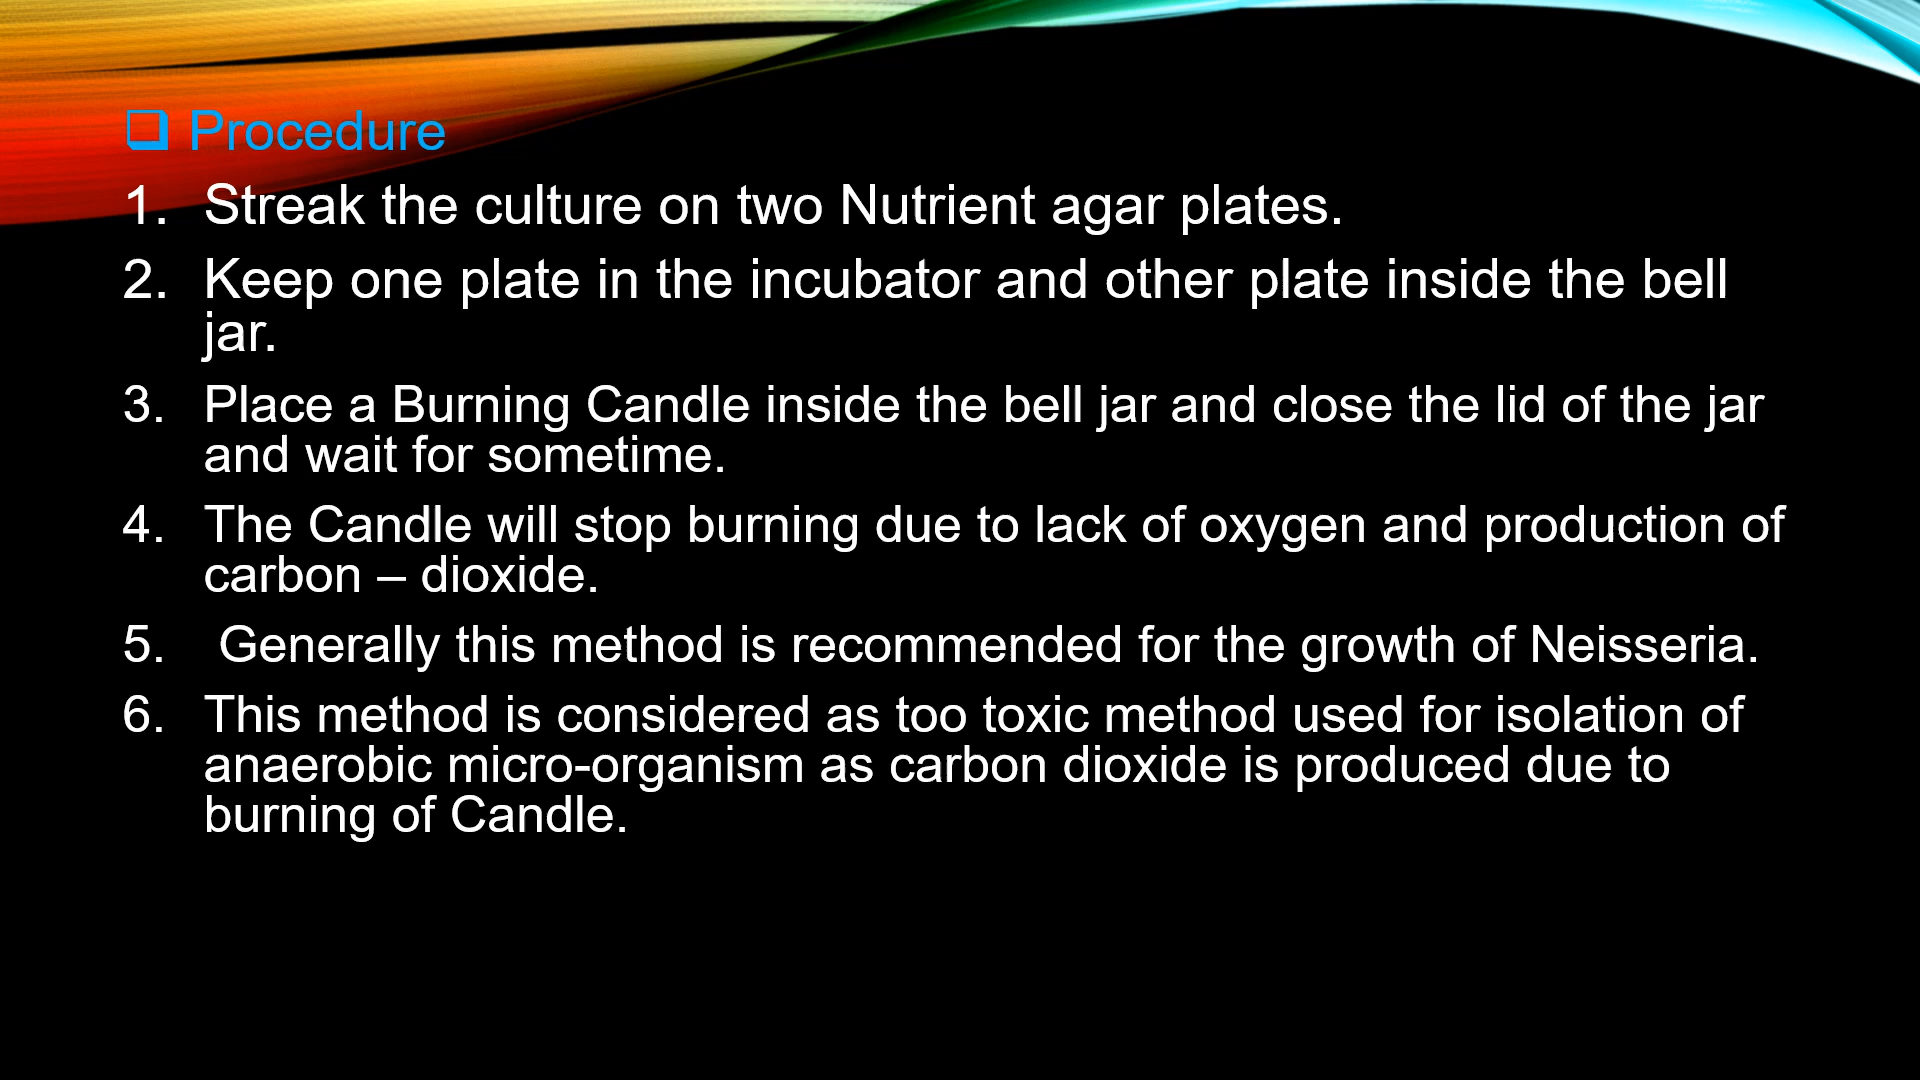 ❑ Procedure
1. Streak the culture on two Nutrient agar plates.
2. Keep one plate in the incubator and other plate inside the bell
jar.
3. Place a Burning Candle inside the bell jar and close the lid of the jar
and wait for sometime.
4. The Candle will stop burning due to lack of oxygen and production of
carbon – dioxide.
5. Generally this method is recommended for the growth of Neisseria.
6. This method is considered as too toxic method used for isolation of
anaerobic micro-organism as carbon dioxide is produced due to
burning of Candle.